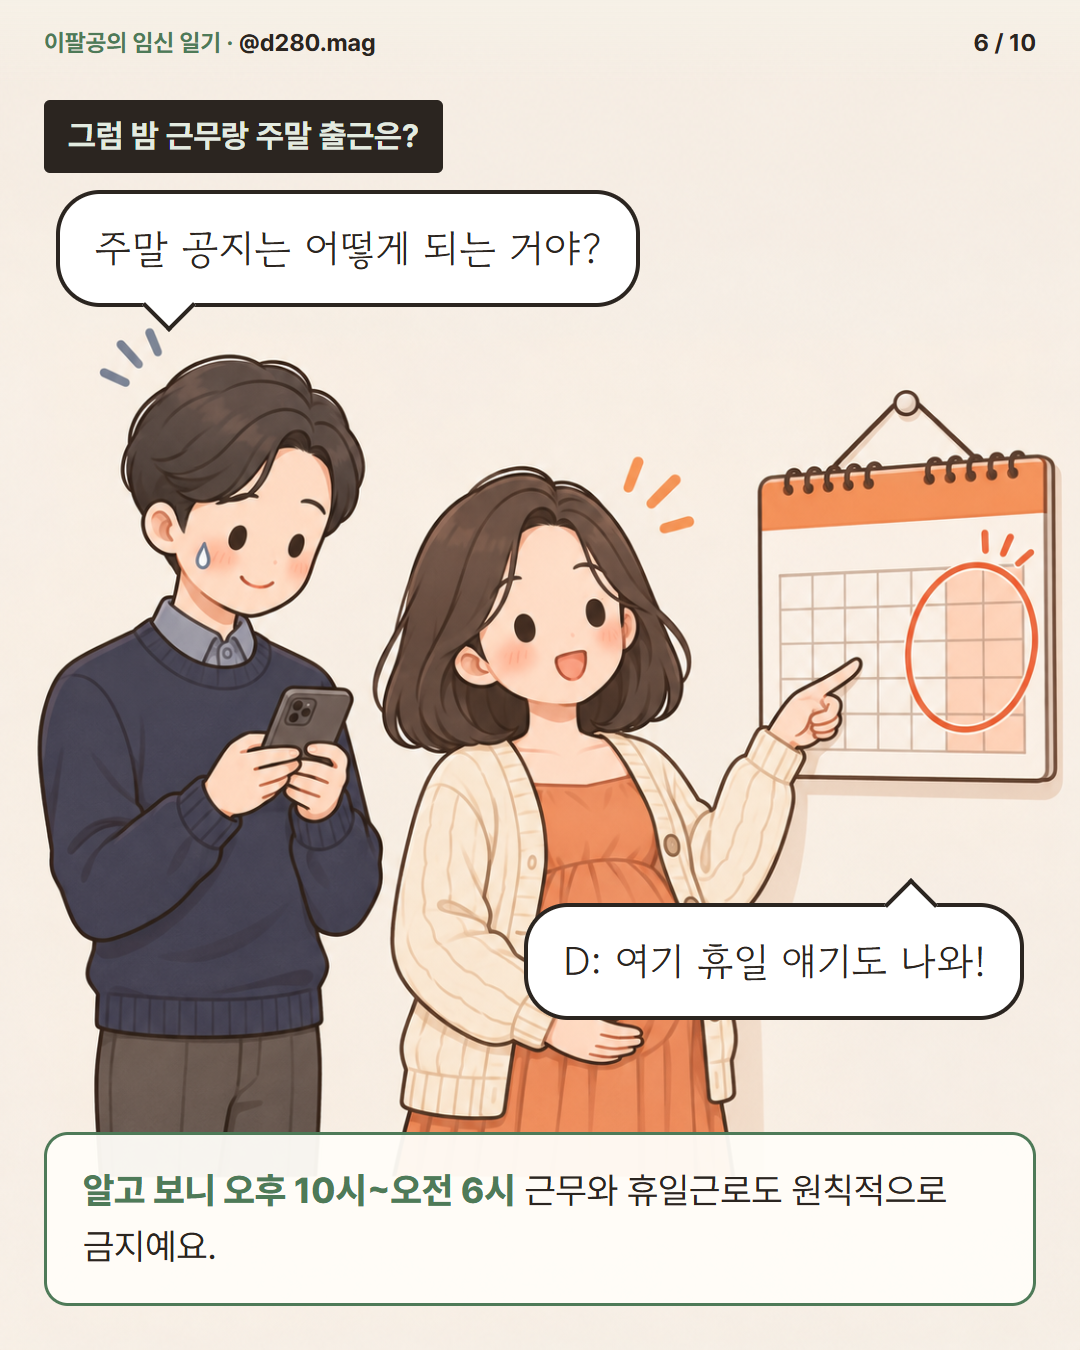 이팔공의 임신 일기 · @d280.mag
6 / 10
그럼 밤 근무랑 주말 출근은?
주말 공지는 어떻게 되는 거야?
D: 여기 휴일 얘기도 나와!
알고 보니 오후 10시~오전 6시 근무와 휴일근로도 원칙적으로
금지예요.